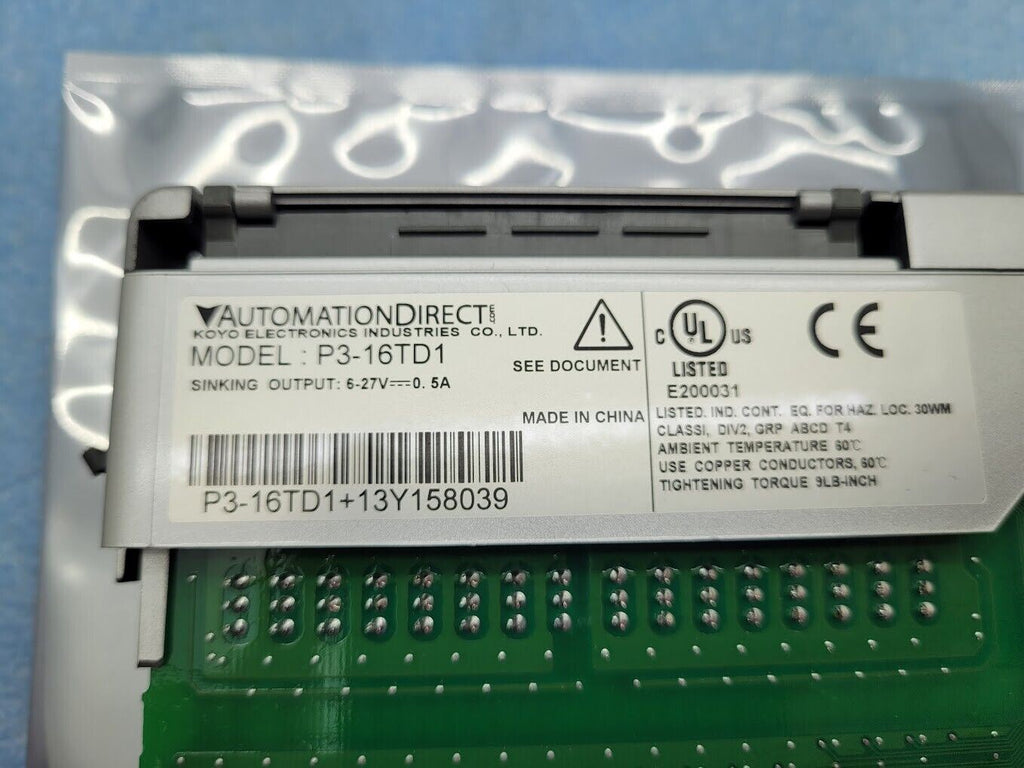 AUTOMATIONDIRECT.com
KOYO ELECTRONICS INDUSTRIES CO., LTD.
MODEL : P3-16TD1
SINKING OUTPUT: 6-27V⎓0.5A
SEE DOCUMENT
MADE IN CHINA
P3-16TD1+13Y158039
C UL US
LISTED
E200031
CE
LISTED. IND. CONT. EQ. FOR HAZ. LOC. 30WM
CLASSI, DIV2, GRP ABCD T4
AMBIENT TEMPERATURE 60℃
USE COPPER CONDUCTORS, 60℃
TIGHTENING TORQUE 9LB-INCH